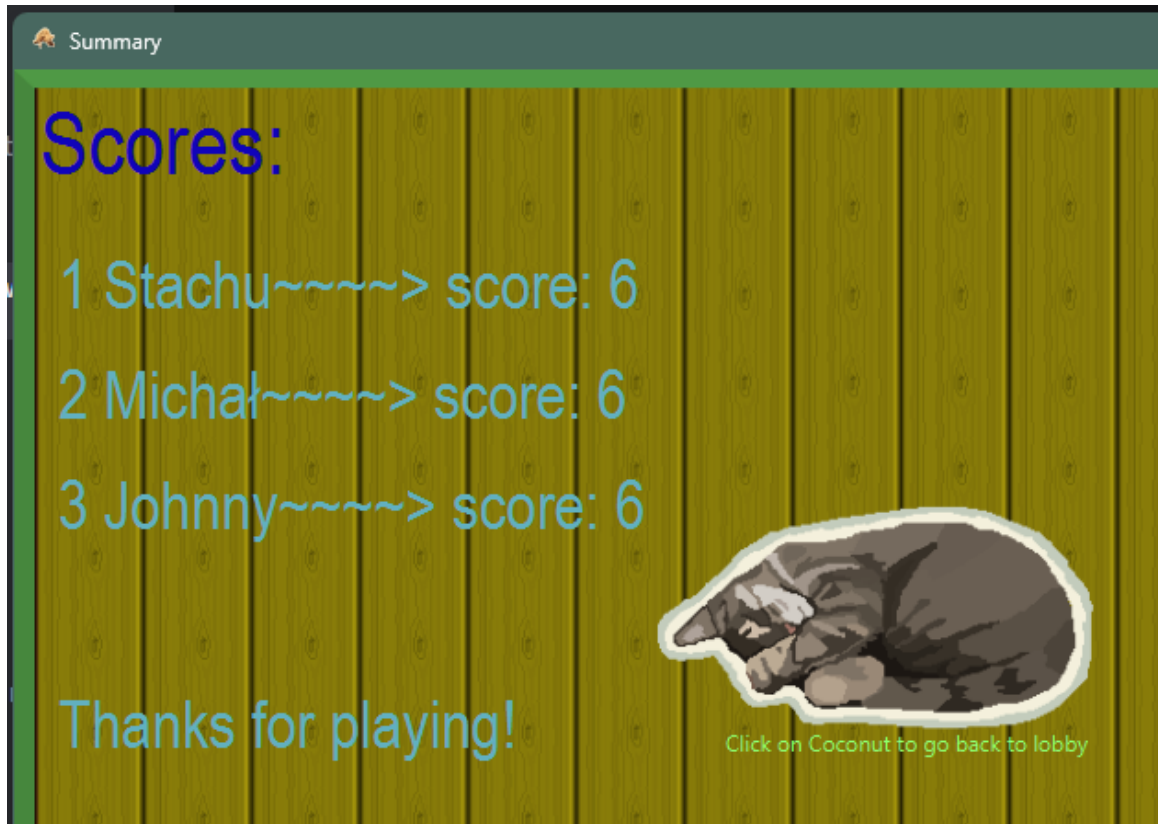 Summary
Scores:
1 Stachu~~~~> score: 6
2 Michał~~~~> score: 6
3 Johnny~~~~> score: 6
Thanks for playing!
Click on Coconut to go back to lobby